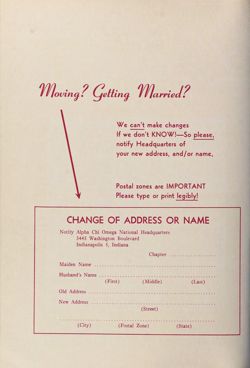 Moving? Getting Married?
We can't make changes
If we don't KNOW!—So please,
notify Headquarters of
your new address, and/or name.
Postal zones are IMPORTANT
Please type or print legibly!
CHANGE OF ADDRESS OR NAME
Notify Alpha Chi Omega National Headquarters
3445 Washington Boulevard
Indianapolis 5, Indiana
Chapter
Maiden Name
Husband's Name
(First) (Middle) (Last)
Old Address
New Address
(Street)
(City) (Postal Zone) (State)